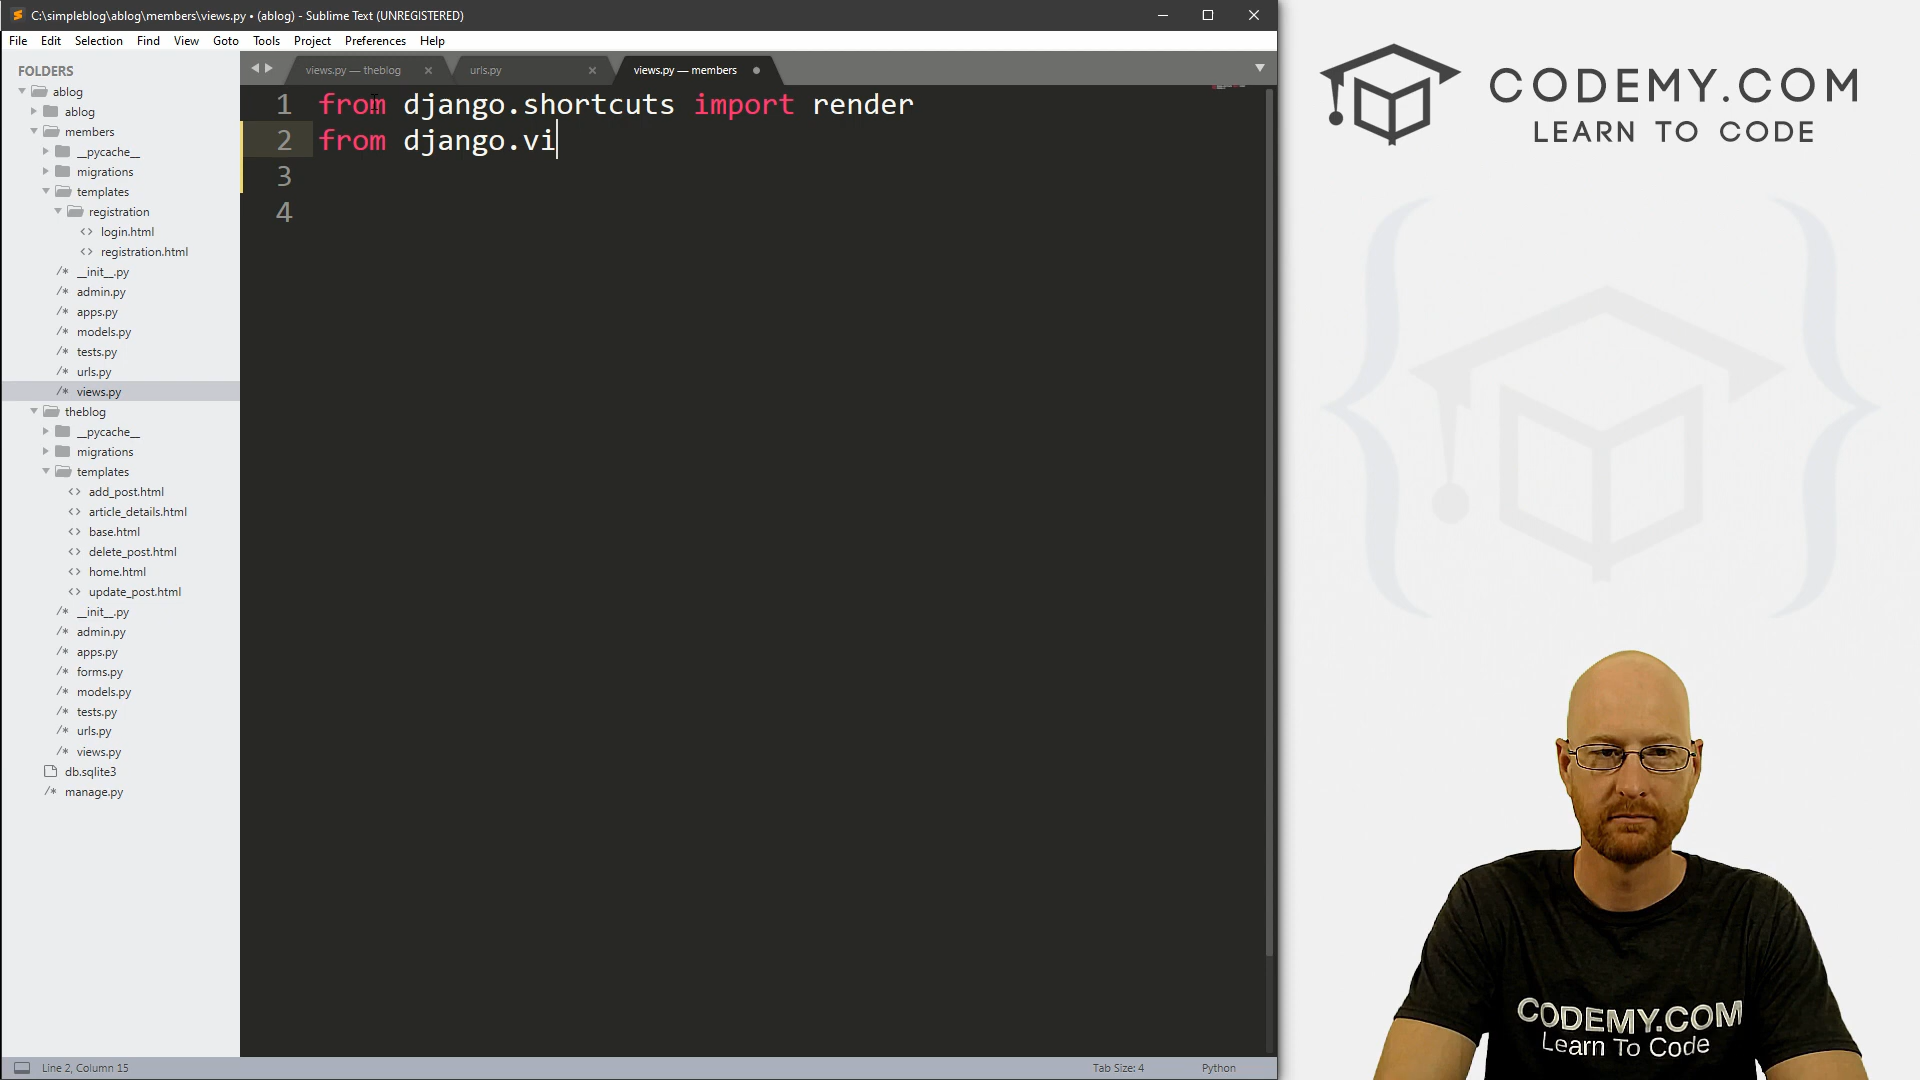 C:\simpleblog\ablog\members\views.py • (ablog) - Sublime Text (UNREGISTERED)
File Edit Selection Find View Goto Tools Project Preferences Help
FOLDERS
ablog
ablog
members
__pycache__
migrations
templates
registration
login.html
registration.html
__init__.py
admin.py
apps.py
models.py
tests.py
urls.py
views.py
theblog
__pycache__
migrations
templates
add_post.html
article_details.html
base.html
delete_post.html
home.html
update_post.html
__init__.py
admin.py
apps.py
forms.py
models.py
tests.py
urls.py
views.py
db.sqlite3
manage.py
views.py — theblog
urls.py
views.py — members
1 from django.shortcuts import render
2 from django.vi
3
4
Line 2, Column 15
Tab Size: 4
Python
CODEMY.COM
LEARN TO CODE
CODEMY.COM
Learn To Code